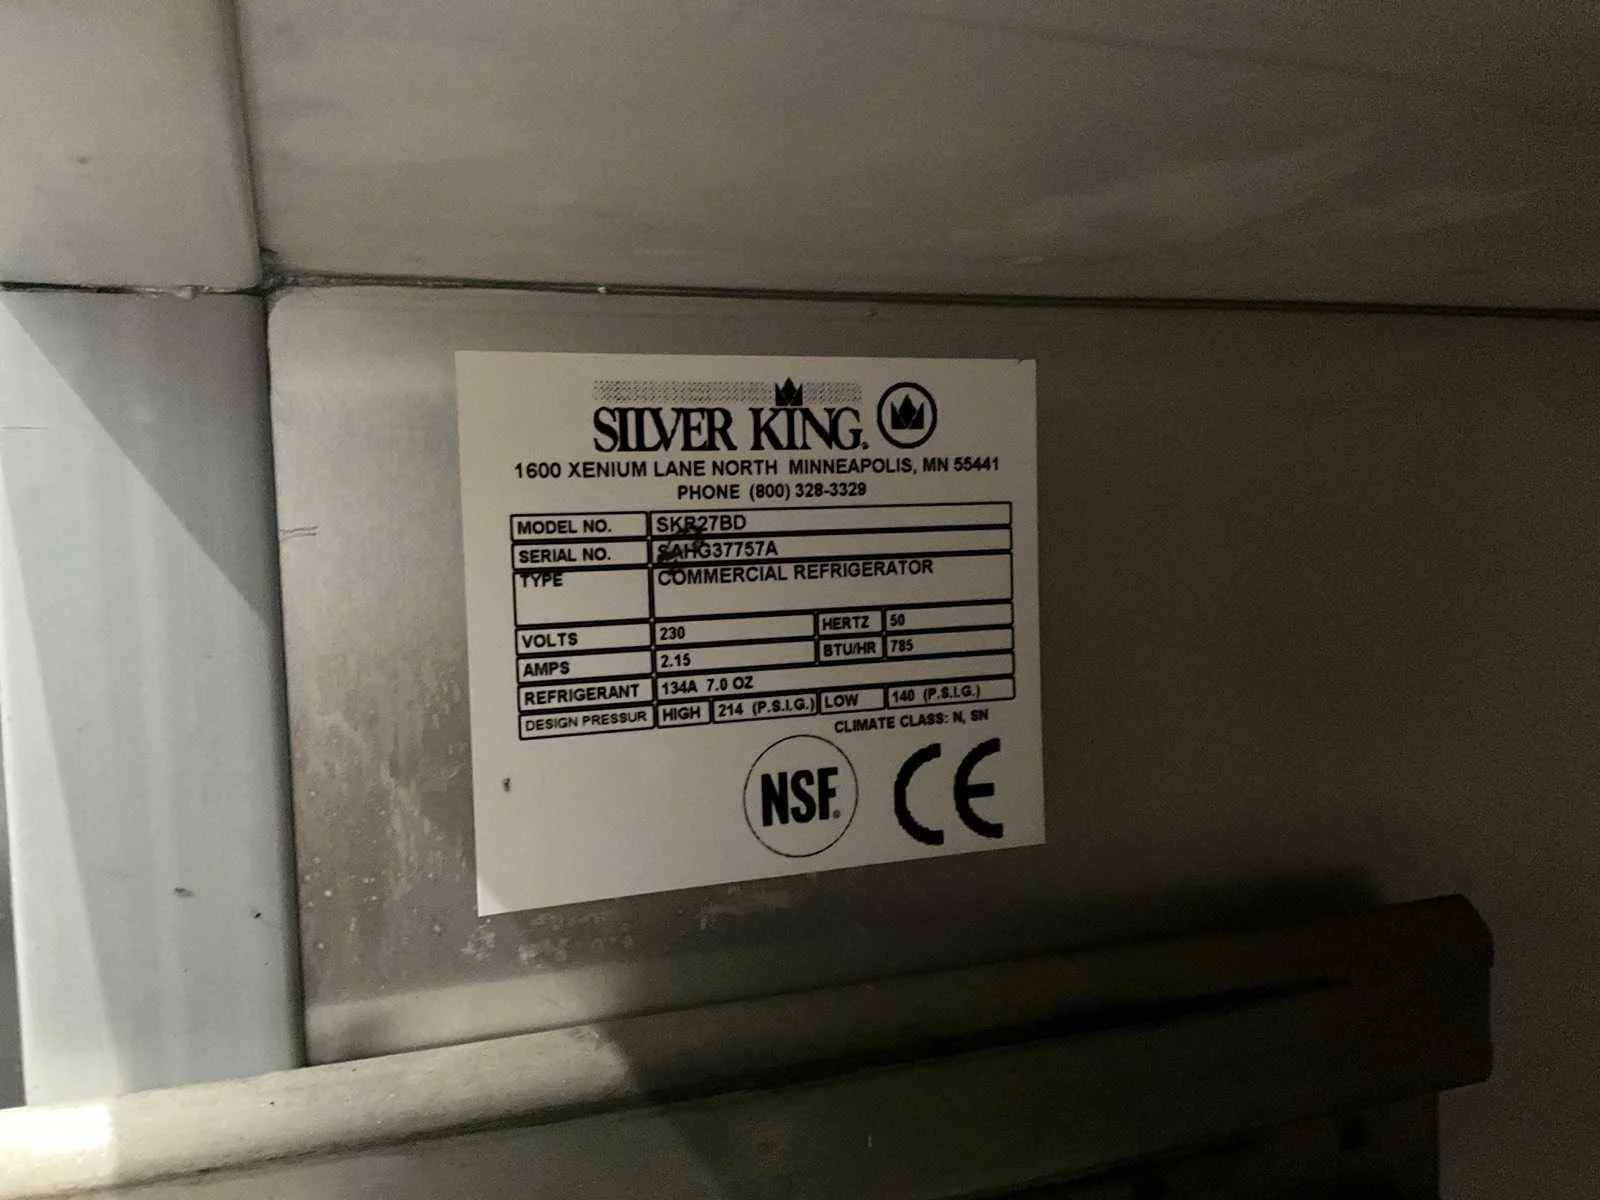 SILVER KING.
1600 XENIUM LANE NORTH MINNEAPOLIS, MN 55441
PHONE (800) 328-3329
MODEL NO. SKR27BD
SERIAL NO. SAHG37757A
TYPE COMMERCIAL REFRIGERATOR
VOLTS 230 HERTZ 50
AMPS 2.15 BTU/HR 785
REFRIGERANT 134A 7.0 OZ
DESIGN PRESSUR HIGH 214 (P.S.I.G.) LOW 140 (P.S.I.G.)
CLIMATE CLASS: N, SN
NSF. CE